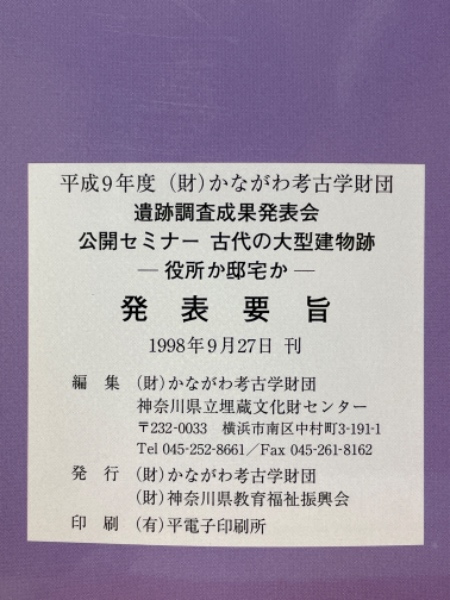 平成9年度 (財)かながわ考古学財団
遺跡調査成果発表会
公開セミナー 古代の大型建物跡
― 役所か邸宅か ―
発表要旨
1998年9月27日 刊
編集 (財)かながわ考古学財団
神奈川県立埋蔵文化財センター
〒232-0033 横浜市南区中村町3-191-1
Tel 045-252-8661/Fax 045-261-8162
発行 (財)かながわ考古学財団
(財)神奈川県教育福祉振興会
印刷 (有)平電子印刷所